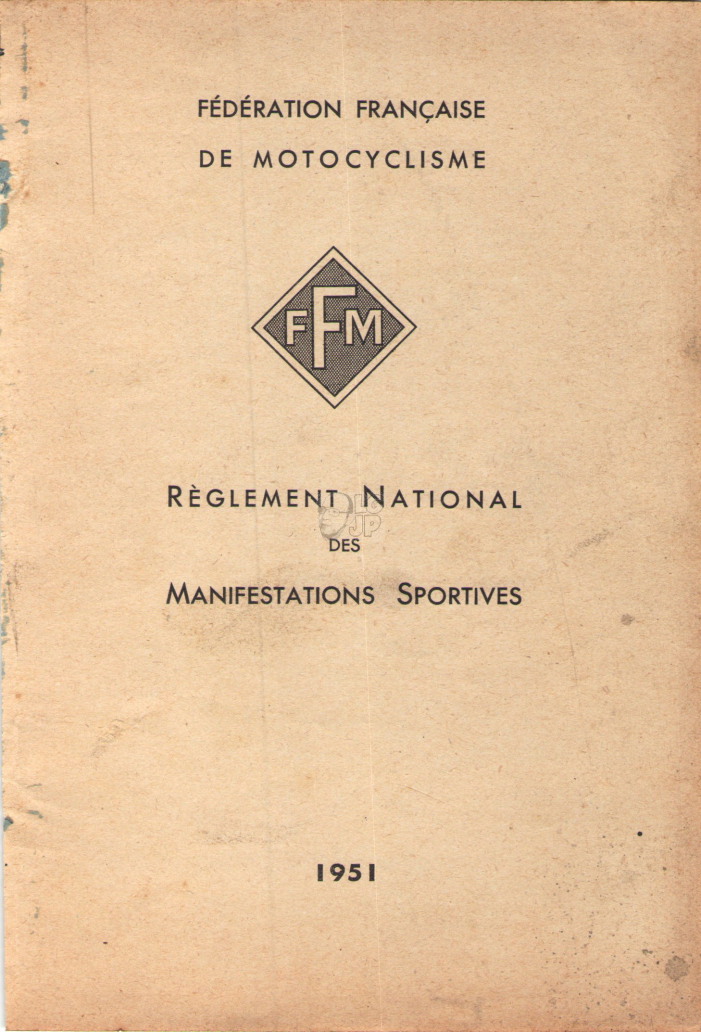 FÉDÉRATION FRANÇAISE
DE MOTOCYCLISME
FFM
RÈGLEMENT NATIONAL
DES
MANIFESTATIONS SPORTIVES
1951